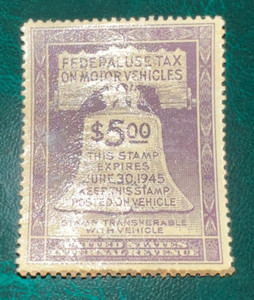 FEDERAL USE TAX
ON MOTOR VEHICLES
$5.00
THIS STAMP
EXPIRES
JUNE 30, 1945
KEEP THIS STAMP
POSTED ON VEHICLE
STAMP TRANSFERABLE
WITH VEHICLE
UNITED STATES
INTERNAL REVENUE